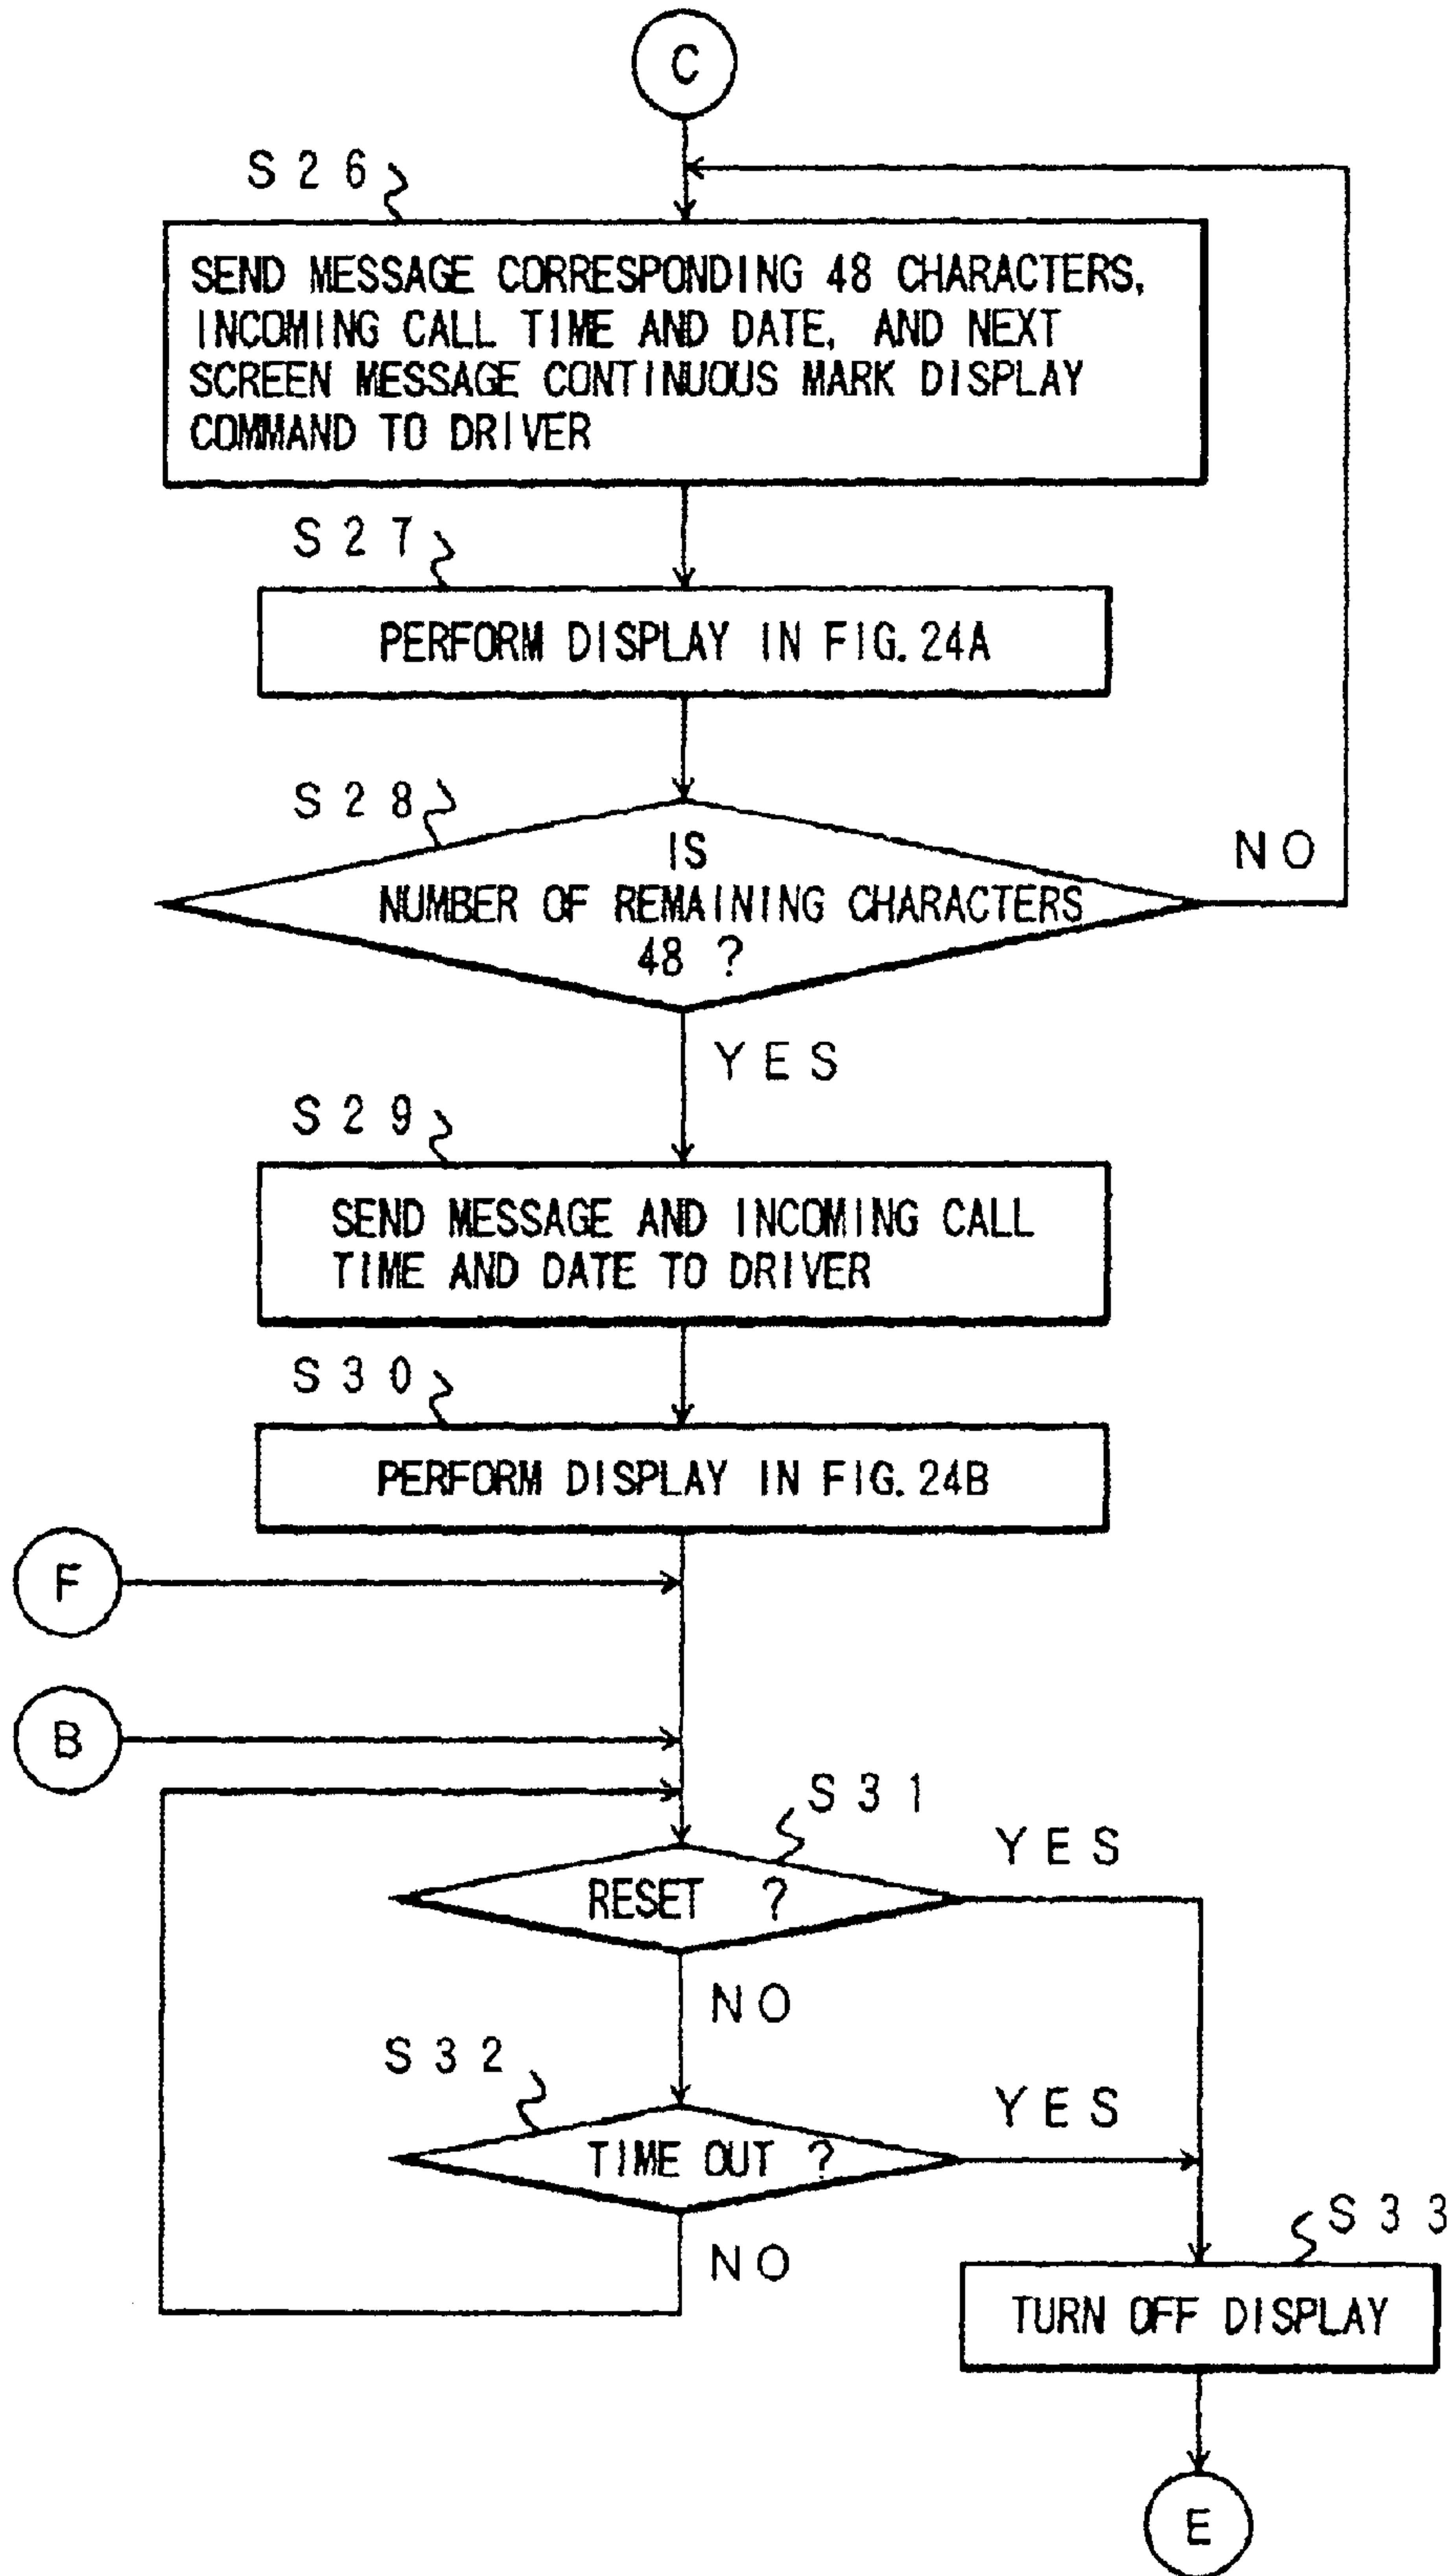 C
S26
SEND MESSAGE CORRESPONDING 48 CHARACTERS,
INCOMING CALL TIME AND DATE, AND NEXT
SCREEN MESSAGE CONTINUOUS MARK DISPLAY
COMMAND TO DRIVER
S27
PERFORM DISPLAY IN FIG.24A
S28
IS
NUMBER OF REMAINING CHARACTERS
48 ?
NO
YES
S29
SEND MESSAGE AND INCOMING CALL
TIME AND DATE TO DRIVER
S30
PERFORM DISPLAY IN FIG.24B
F
B
S31
RESET ?
YES
NO
S32
TIME OUT ?
YES
NO
S33
TURN OFF DISPLAY
E